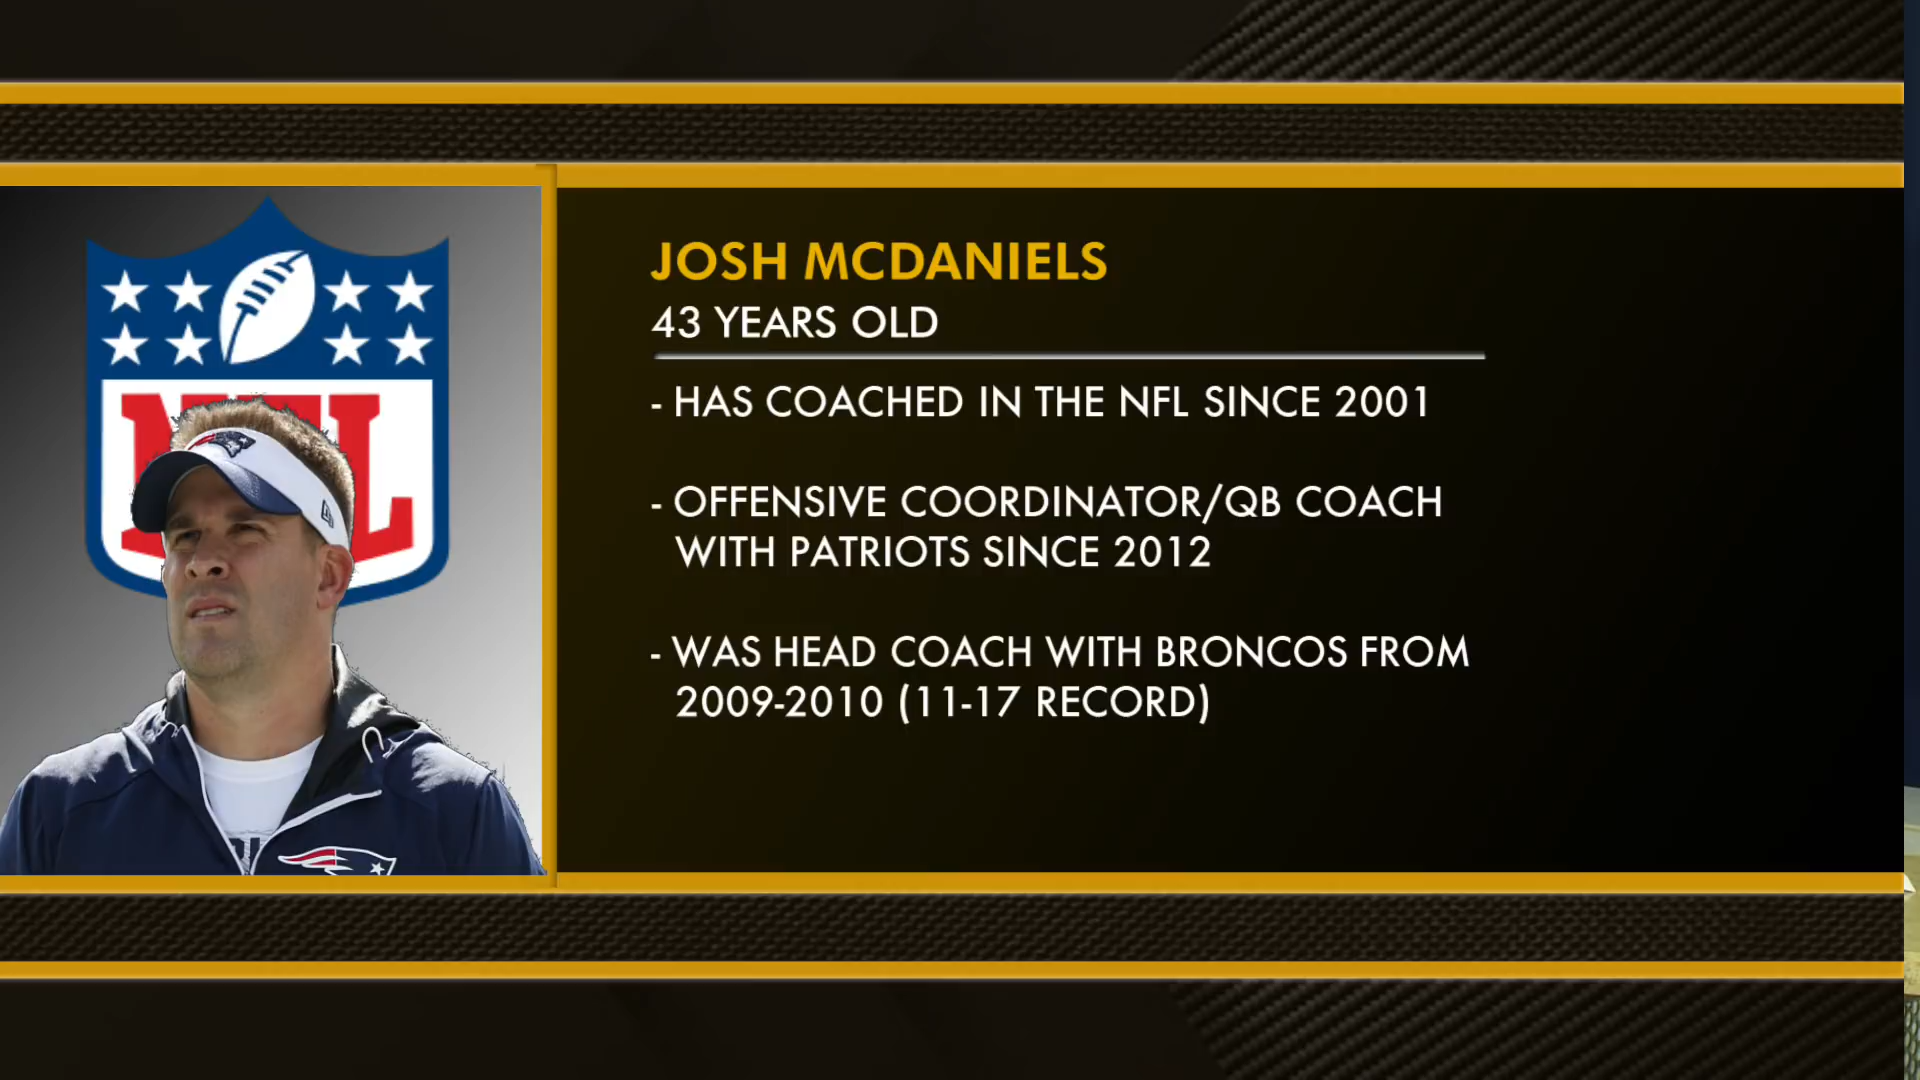 NFL
JOSH MCDANIELS
43 YEARS OLD
- HAS COACHED IN THE NFL SINCE 2001
- OFFENSIVE COORDINATOR/QB COACH
WITH PATRIOTS SINCE 2012
- WAS HEAD COACH WITH BRONCOS FROM
2009-2010 (11-17 RECORD)